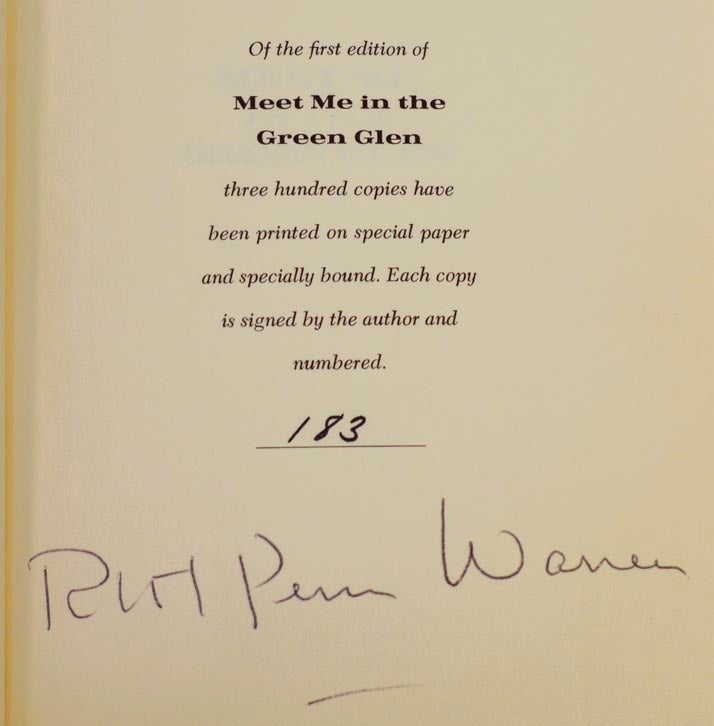 Of the first edition of
Meet Me in the
Green Glen
three hundred copies have
been printed on special paper
and specially bound. Each copy
is signed by the author and
numbered.
183
Robt Penn Warren